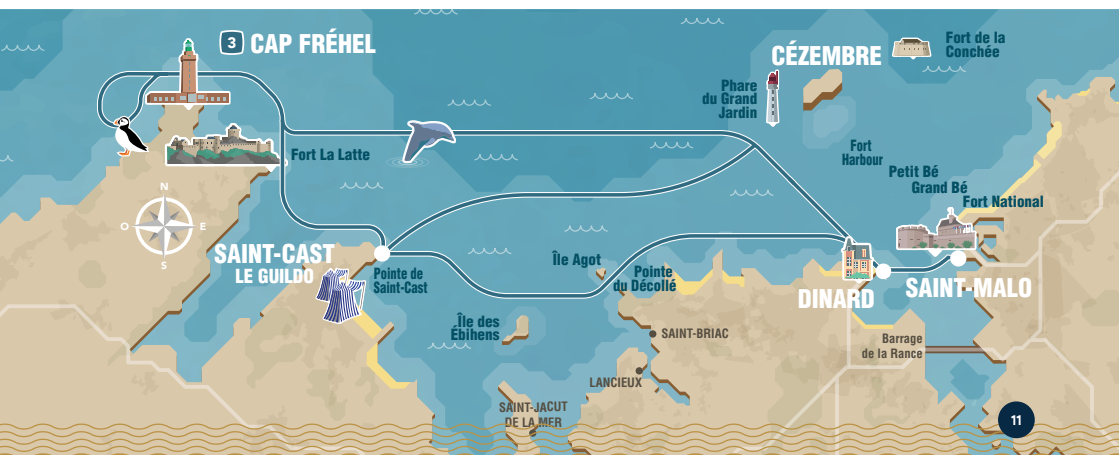 3 CAP FRÉHEL
Fort de la
Conchée
CÉZEMBRE
Phare
du Grand
Jardin
Fort La Latte
Fort
Harbour
Petit Bé
Grand Bé
Fort National
N
O
E
S
SAINT-CAST
LE GUILDO
Pointe de
Saint-Cast
Île Agot
Pointe
du Décollé
DINARD
SAINT-MALO
Île des
Ébihens
SAINT-BRIAC
Barrage
de la Rance
LANCIEUX
SAINT-JACUT
DE LA MER
11